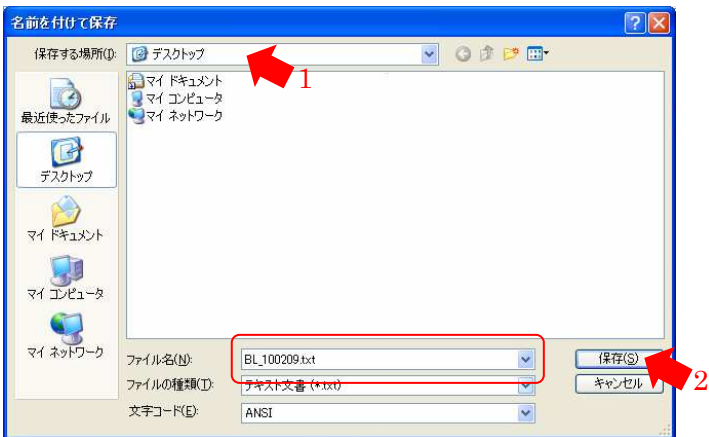 名前を付けて保存
保存する場所(I):
デスクトップ
1
マイ ドキュメント
マイ コンピュータ
マイ ネットワーク
最近使ったファイル
デスクトップ
マイ ドキュメント
マイ コンピュータ
マイ ネットワーク
ファイル名(N):
BL_100209.txt
保存(S)
ファイルの種類(T):
テキスト文書 (*.txt)
キャンセル
2
文字コード(E):
ANSI